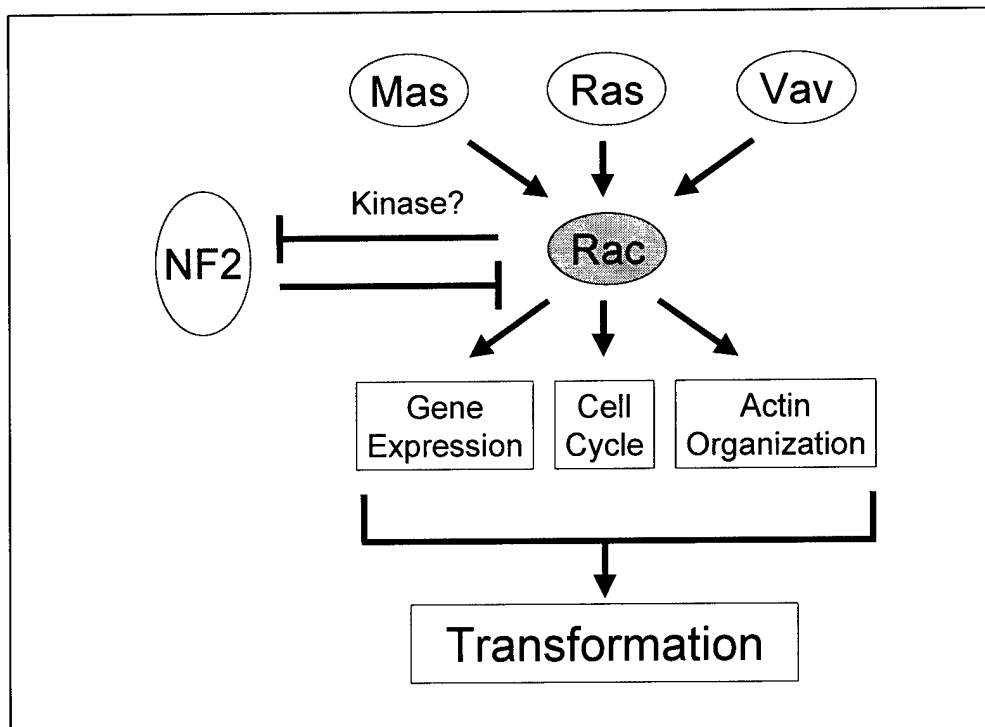 Mas
Ras
Vav
Kinase?
NF2
Rac
Gene
Expression
Cell
Cycle
Actin
Organization
Transformation